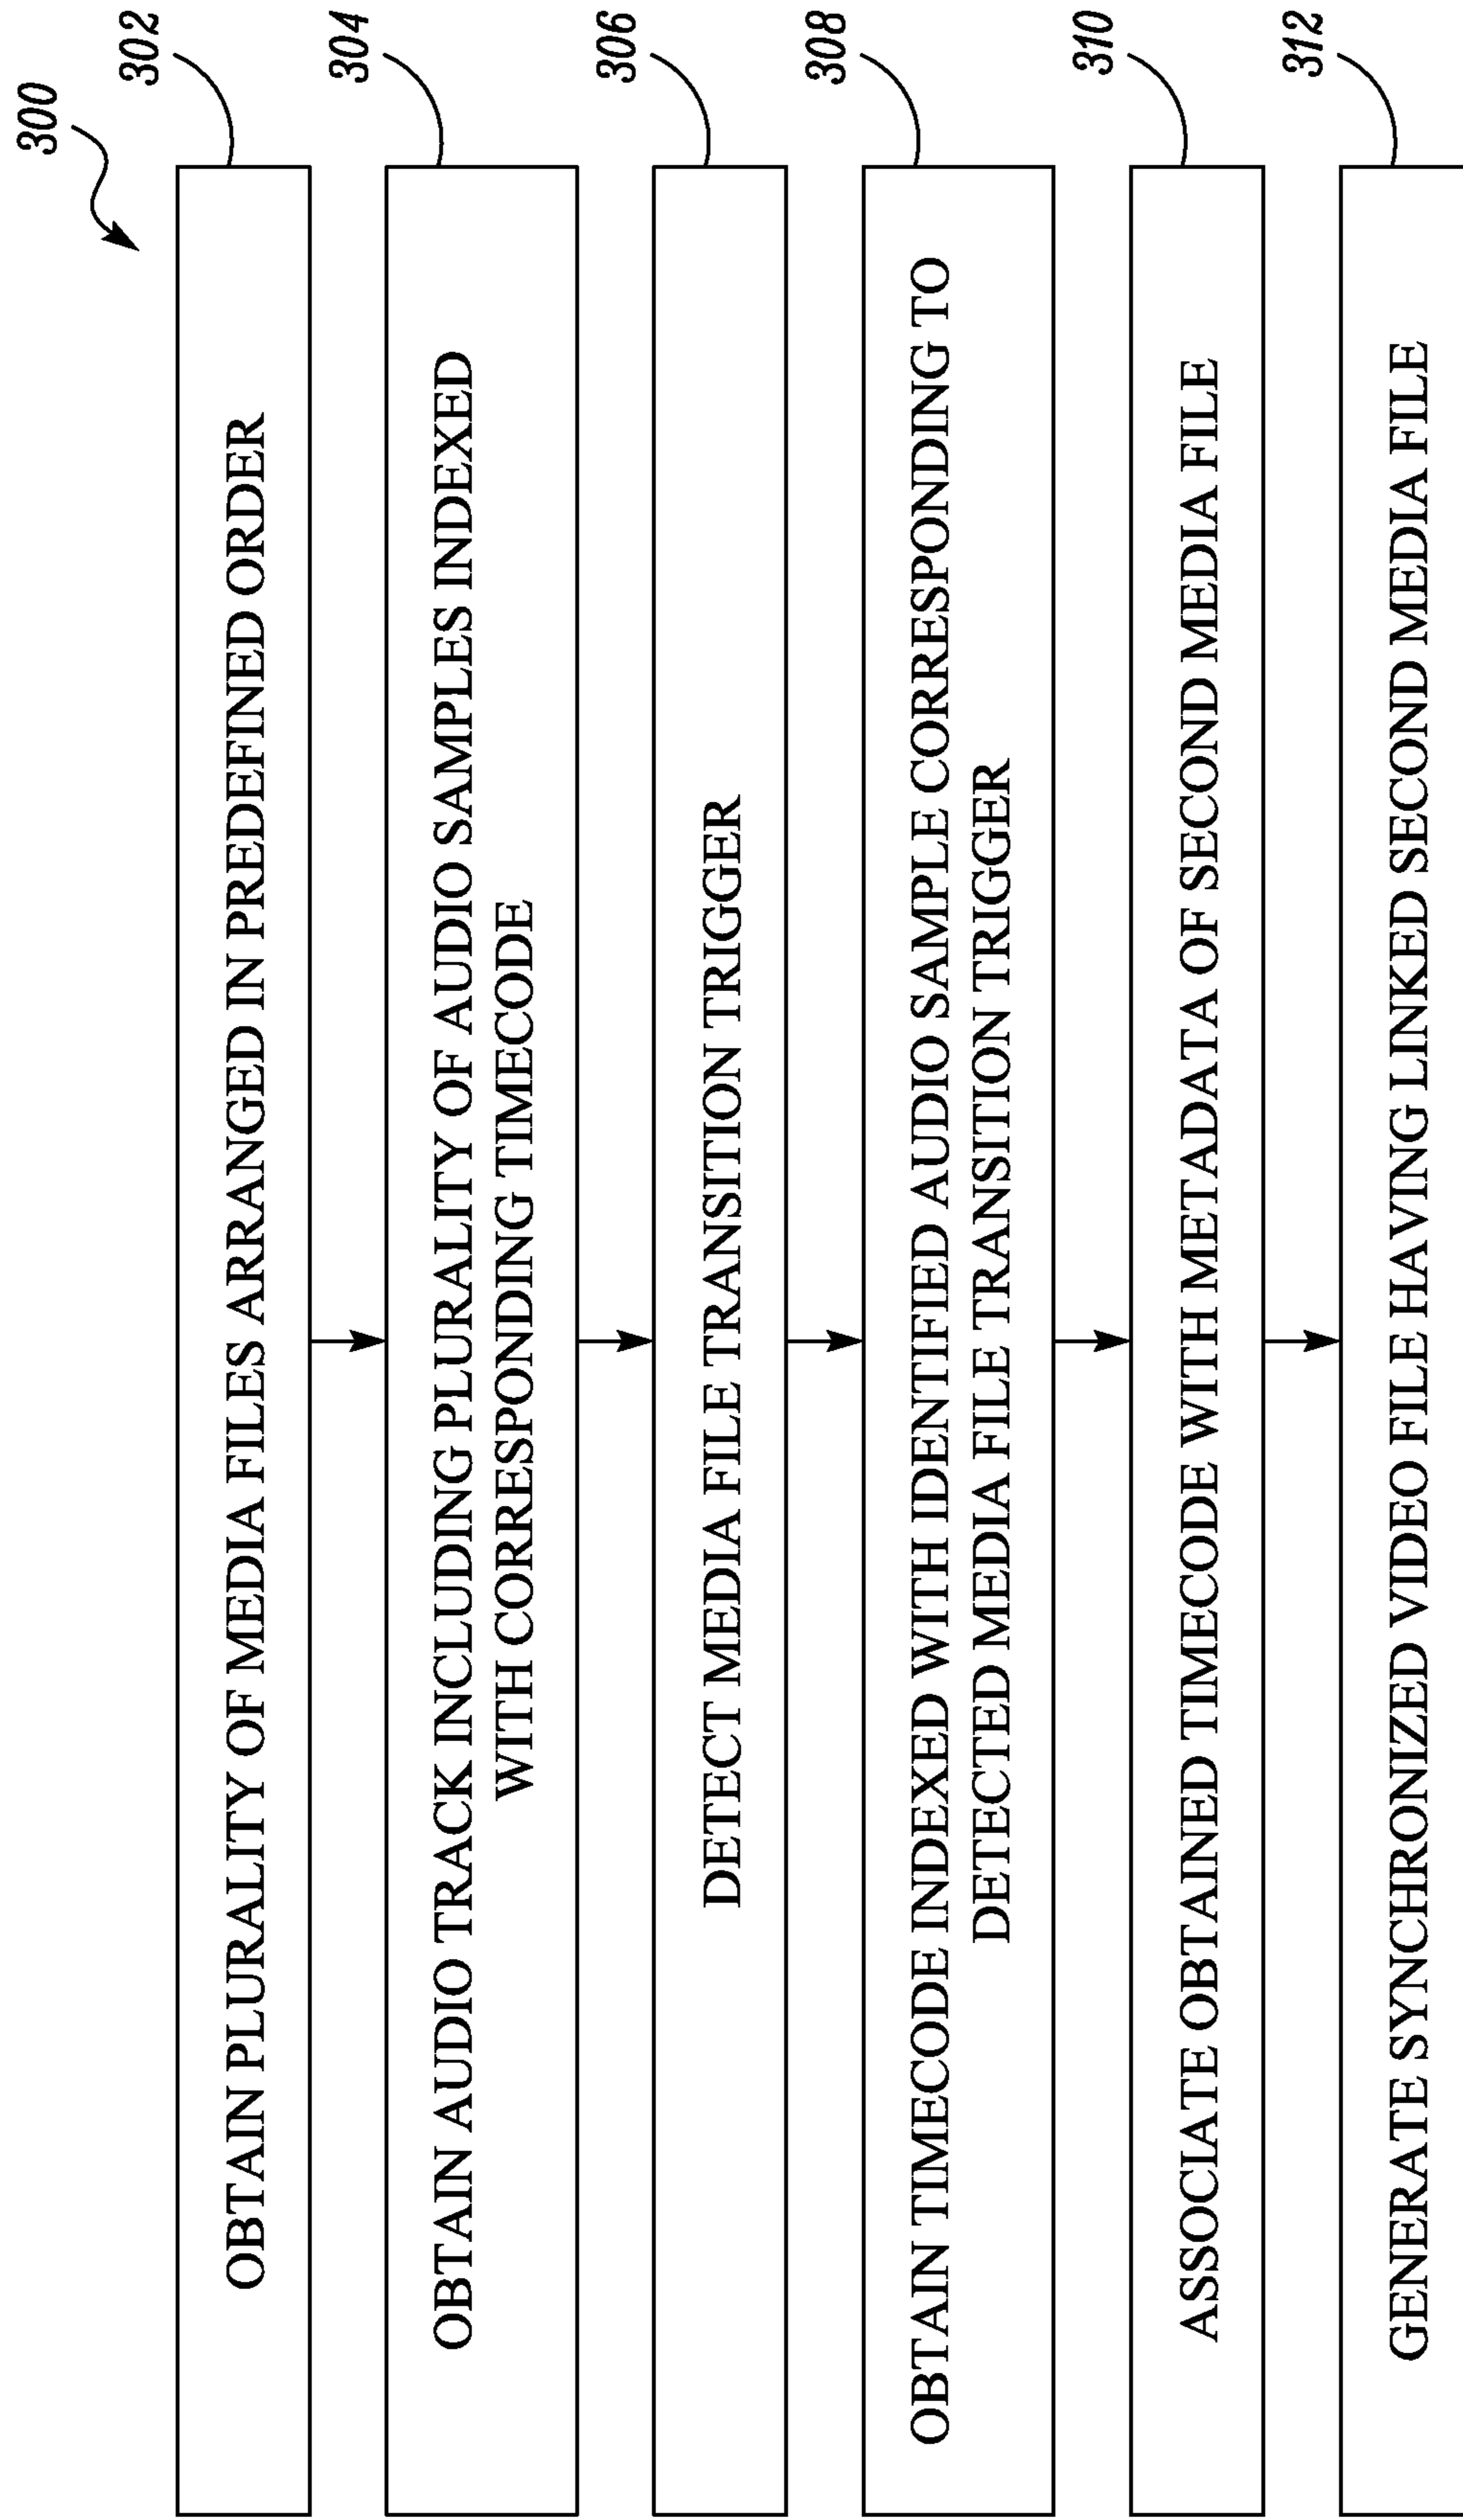 300
302
OBTAIN PLURALITY OF MEDIA FILES ARRANGED IN PREDEFINED ORDER
304
OBTAIN AUDIO TRACK INCLUDING PLURALITY OF AUDIO SAMPLES INDEXED
WITH CORRESPONDING TIMECODE
306
DETECT MEDIA FILE TRANSITION TRIGGER
308
OBTAIN TIMECODE INDEXED WITH IDENTIFIED AUDIO SAMPLE CORRESPONDING TO
DETECTED MEDIA FILE TRANSITION TRIGGER
310
ASSOCIATE OBTAINED TIMECODE WITH METADATA OF SECOND MEDIA FILE
312
GENERATE SYNCHRONIZED VIDEO FILE HAVING LINKED SECOND MEDIA FILE